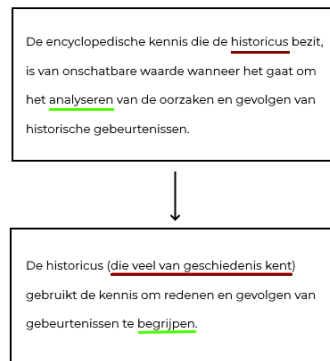 De encyclopedische kennis die de historicus bezit,
is van onschatbare waarde wanneer het gaat om
het analyseren van de oorzaken en gevolgen van
historische gebeurtenissen.
De historicus (die veel van geschiedenis kent)
gebruikt de kennis om redenen en gevolgen van
gebeurtenissen te begrijpen.